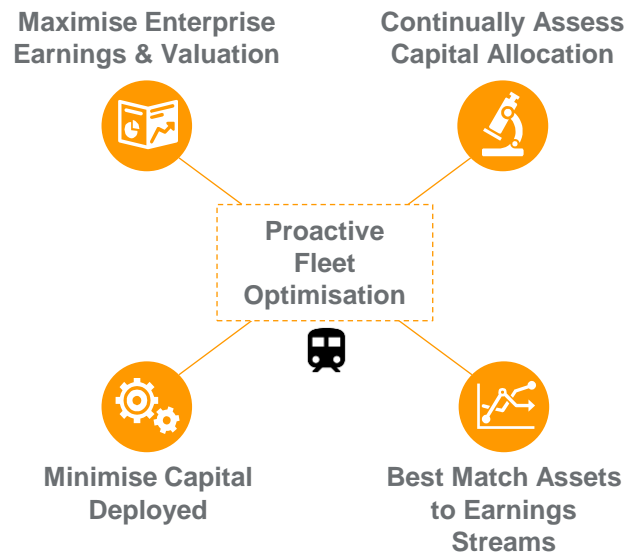 Maximise Enterprise
Earnings & Valuation
Continually Assess
Capital Allocation
Proactive
Fleet
Optimisation
Minimise Capital
Deployed
Best Match Assets
to Earnings
Streams